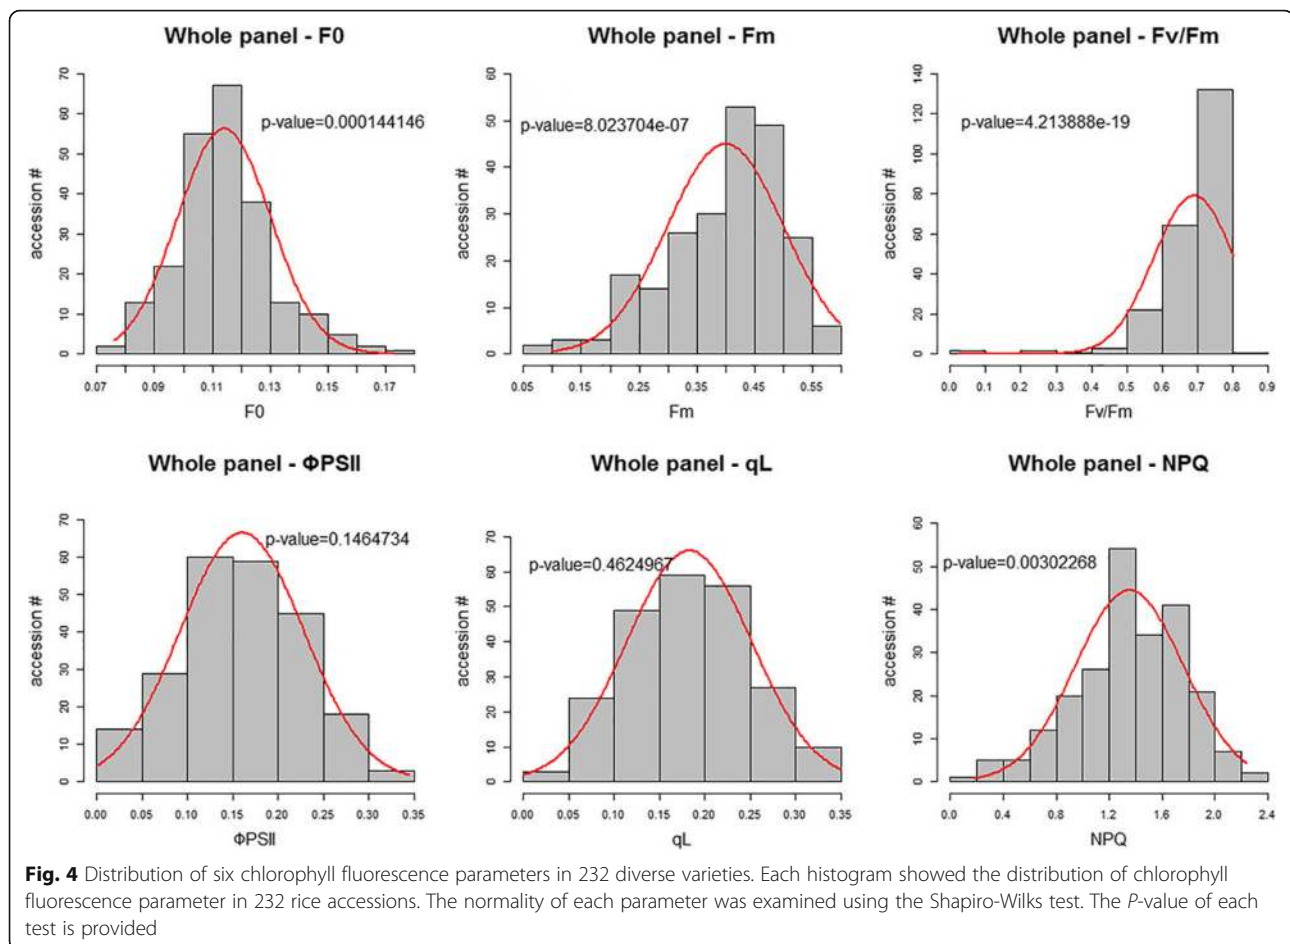 Whole panel - F0
accession #
0 10 20 30 40 50 60 70
p-value=0.000144146
0.07 0.09 0.11 0.13 0.15 0.17
F0
Whole panel - Fm
accession #
0 10 20 30 40 50 60
p-value=8.023704e-07
0.05 0.15 0.25 0.35 0.45 0.55
Fm
Whole panel - Fv/Fm
accession #
0 20 40 60 80 100 120 140
p-value=4.213888e-19
0.0 0.1 0.2 0.3 0.4 0.5 0.6 0.7 0.8 0.9
Fv/Fm
Whole panel - ΦPSII
accession #
0 10 20 30 40 50 60 70
p-value=0.1464734
0.00 0.05 0.10 0.15 0.20 0.25 0.30 0.35
ΦPSII
Whole panel - qL
accession #
0 10 20 30 40 50 60 70
p-value=0.4624967
0.00 0.05 0.10 0.15 0.20 0.25 0.30 0.35
qL
Whole panel - NPQ
accession #
0 10 20 30 40 50 60
p-value=0.00302268
0.0 0.4 0.8 1.2 1.6 2.0 2.4
NPQ
Fig. 4 Distribution of six chlorophyll fluorescence parameters in 232 diverse varieties. Each histogram showed the distribution of chlorophyll
fluorescence parameter in 232 rice accessions. The normality of each parameter was examined using the Shapiro-Wilks test. The P-value of each
test is provided